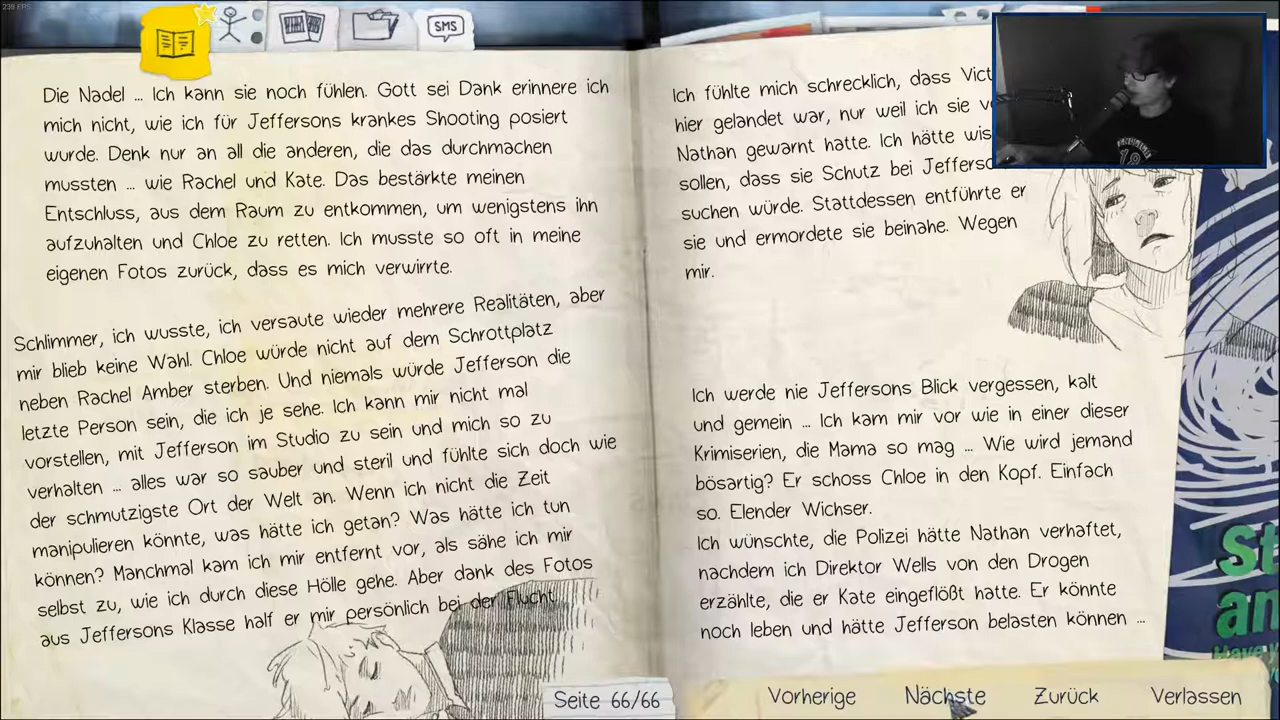 239 FPS
SMS
Die Nadel ... Ich kann sie noch fühlen. Gott sei Dank erinnere ich
mich nicht, wie ich für Jeffersons krankes Shooting posiert
wurde. Denk nur an all die anderen, die das durchmachen
mussten ... wie Rachel und Kate. Das bestärkte meinen
Entschluss, aus dem Raum zu entkommen, um wenigstens ihn
aufzuhalten und Chloe zu retten. Ich musste so oft in meine
eigenen Fotos zurück, dass es mich verwirrte.
Schlimmer, ich wusste, ich versaute wieder mehrere Realitäten, aber
mir blieb keine Wahl. Chloe würde nicht auf dem Schrottplatz
neben Rachel Amber sterben. Und niemals würde Jefferson die
letzte Person sein, die ich je sehe. Ich kann mir nicht mal
vorstellen, mit Jefferson im Studio zu sein und mich so zu
verhalten ... alles war so sauber und steril und fühlte sich doch wie
der schmutzigste Ort der Welt an. Wenn ich nicht die Zeit
manipulieren könnte, was hätte ich getan? Was hätte ich tun
können? Manchmal kam ich mir entfernt vor, als sähe ich mir
selbst zu, wie ich durch diese Hölle gehe. Aber dank des Fotos
aus Jeffersons Klasse half er mir persönlich bei der Flucht.
Ich fühlte mich schrecklich, dass Vict
hier gelandet war, nur weil ich sie v
Nathan gewarnt hatte. Ich hätte wis
sollen, dass sie Schutz bei Jefferso
suchen würde. Stattdessen entführte er
sie und ermordete sie beinahe. Wegen
mir.
Ich werde nie Jeffersons Blick vergessen, kalt
und gemein ... Ich kam mir vor wie in einer dieser
Krimiserien, die Mama so mag ... Wie wird jemand
bösartig? Er schoss Chloe in den Kopf. Einfach
so. Elender Wichser.
Ich wünschte, die Polizei hätte Nathan verhaftet,
nachdem ich Direktor Wells von den Drogen
erzählte, die er Kate eingeflößt hatte. Er könnte
noch leben und hätte Jefferson belasten können ...
St
an
Have y
Seite 66/66
Vorherige Nächste Zurück Verlassen